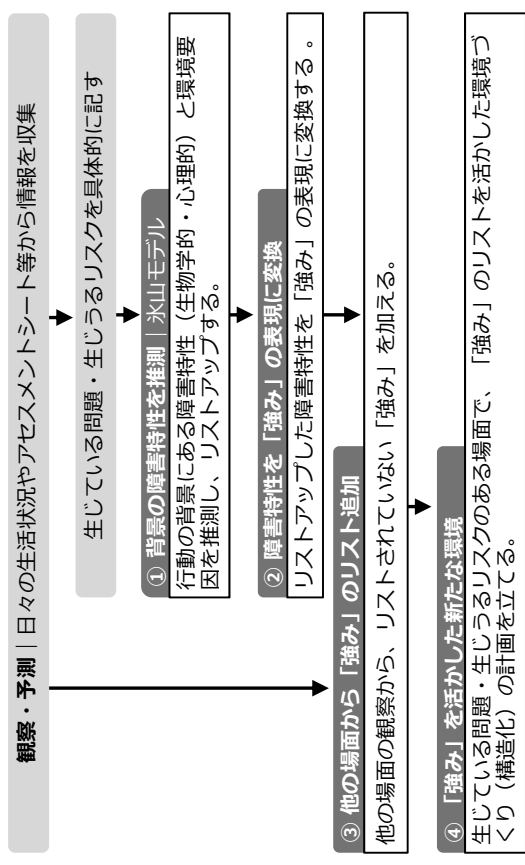 観察・予測｜日々の生活状況やアセスメントシート等から情報を収集
生じている問題・生じうるリスクを具体的に記す
① 背景の障害特性を推測｜氷山モデル
行動の背景にある障害特性（生物学的・心理的）と環境要
因を推測し、リストアップする。
② 障害特性を「強み」の表現に変換
リストアップした障害特性を「強み」の表現に変換する。
③ 他の場面から「強み」のリスト追加
他の場面の観察から、リストされていない「強み」を加える。
④ 「強み」を活かした新たな環境
生じている問題・生じうるリスクのある場面で、「強み」のリストを活かした環境づ
くり（構造化）の計画を立てる。